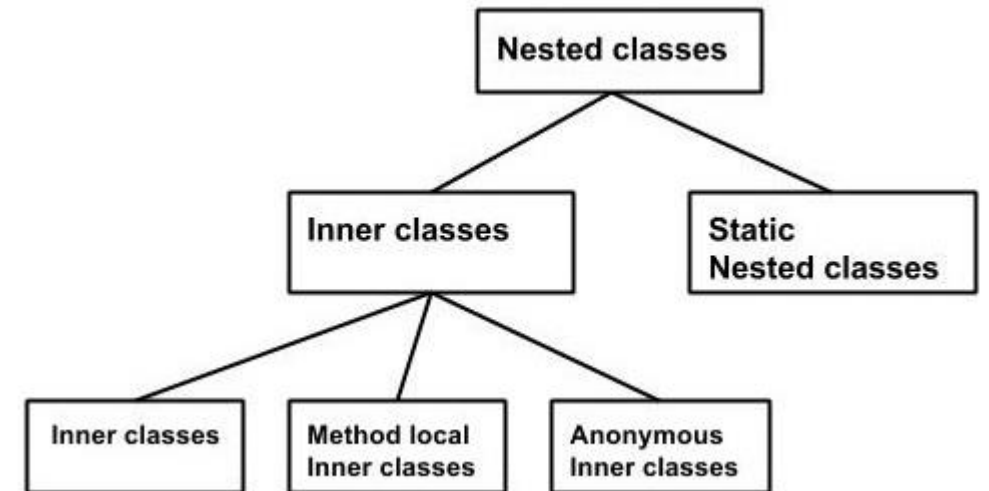 Nested classes
Inner classes
Static
Nested classes
Inner classes
Method local
Inner classes
Anonymous
Inner classes